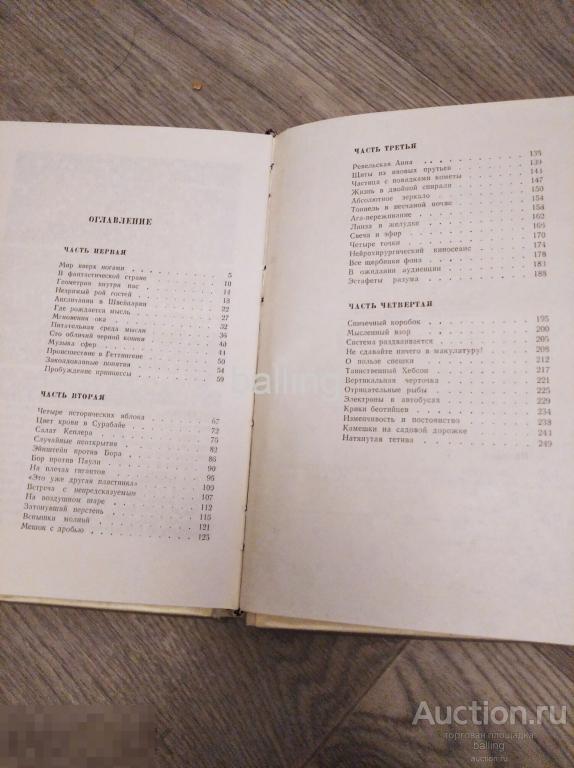 ОГЛАВЛЕНИЕ
ЧАСТЬ ПЕРВАЯ
Мир вверх ногами . . . 5
В фантастической стране . . . 10
Геометрия внутри нас . . . 14
Незримый рой гостей . . . 18
Англичанин в Швейцарии . . . 22
Где рождается мысль . . . 27
Мгновения ока . . . 32
Питательная среда мысли . . . 36
Сто обличий черной кошки . . . 40
Музыка сфер . . . 44
Происшествие в Геттингене . . . 50
Заколдованные понятия . . . 54
Пробуждение принцессы . . . 59
ЧАСТЬ ВТОРАЯ
Четыре исторических яблока . . . 67
Цвет крови в Сурабайе . . . 72
Салат Кеплера . . . 75
Случайные неоткрытия . . . 82
Эйнштейн против Бора . . . 86
Бор против Паули . . . 90
На плечах гигантов . . . 95
«Это уже другая пластинка» . . . 100
Встреча с непредсказуемым . . . 107
На воздушном шаре . . . 112
Затонувший перстень . . . 115
Вспышки молний . . . 121
Мешок с дробью . . . 125
ЧАСТЬ ТРЕТЬЯ
Ревельская Анна . . . 135
Щиты из ивовых прутьев . . . 139
Частица с повадками кометы . . . 144
Жизнь в двойной спирали . . . 147
Абсолютное зеркало . . . 150
Тоннель в песчаной почве . . . 154
Ага-переживание . . . 158
Линза в желудке . . . 162
Свеча и эфир . . . 165
Четыре точки . . . 170
Нейрохирургический киносеанс . . . 174
Все щербинки фона . . . 178
В ожидании аудиенции . . . 183
Эстафеты разума . . . 188
ЧАСТЬ ЧЕТВЕРТАЯ
Спичечный коробок . . . 195
Мысленный взор . . . 200
Система раздваивается . . . 205
Не сдавайте ничего в макулатуру! . . . 208
О пользе спешки . . . 212
Таинственный Хебсон . . . 217
Вертикальная черточка . . . 221
Отрицательные рыбы . . . 225
Электроны в автобусах . . . 229
Крики беотийцев . . . 234
Изменчивость и постоянство . . . 238
Камешки на садовой дорожке . . . 243
Натянутая тетива . . . 249
balling
Auction.ru
торговая площадка
balling
auction.ru